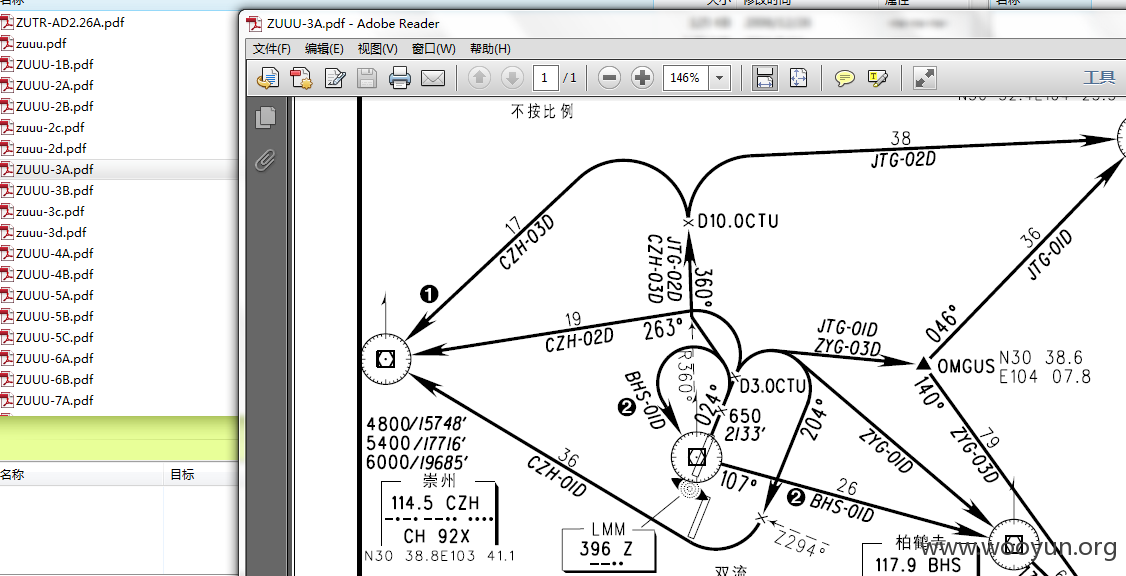 名称
ZUTR-AD2.26A.pdf
zuuu.pdf
ZUUU-1B.pdf
ZUUU-2A.pdf
ZUUU-2B.pdf
zuuu-2c.pdf
zuuu-2d.pdf
ZUUU-3A.pdf
ZUUU-3B.pdf
zuuu-3c.pdf
zuuu-3d.pdf
ZUUU-4A.pdf
ZUUU-4B.pdf
ZUUU-5A.pdf
ZUUU-5B.pdf
ZUUU-5C.pdf
ZUUU-6A.pdf
ZUUU-6B.pdf
ZUUU-7A.pdf
名称 目标
大小 修改时间 属性 名称
ZUUU-3A.pdf - Adobe Reader
文件(F) 编辑(E) 视图(V) 窗口(W) 帮助(H)
1 / 1 146% 工具
不按比例
38
JTG-02D
17
CZH-03D
D10.0CTU
CZH-03D
JTG-02D
360°
36
JTG-01D
1
19
CZH-02D
263°
JTG-01D
ZYG-03D
046°
OMGUS
N30 38.6
E104 07.8
140°
R360°
D3.0CTU
BHS-01D
2
024°
650
2133′
204°
4800/15748′
5400/17716′
6000/19685′
36
CZH-01D
ZYG-01D
79
ZYG-03D
107°
26
2 BHS-01D
崇州
114.5 CZH
CH 92X
N30 38.8E103 41.1
LMM
396 Z
Z294°
双流
柏鹤寺
117.9 BHS
www.wooyun.org